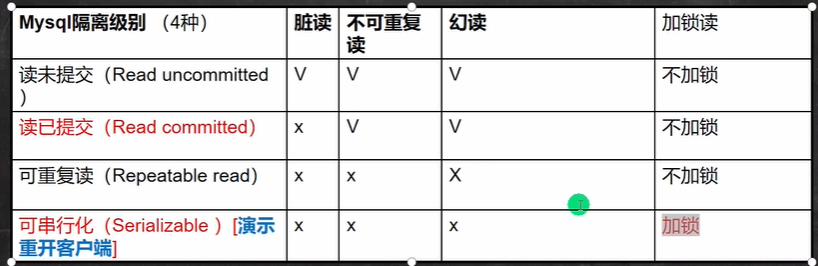 Mysql隔离级别 （4种） 脏读 不可重复 幻读 加锁读
读
读未提交（Read uncommitted V V V 不加锁
）
读已提交（Read committed） x V V 不加锁
可重复读（Repeatable read） x x X 不加锁
可串行化（Serializable ）[演示 x x x 加锁
重开客户端]